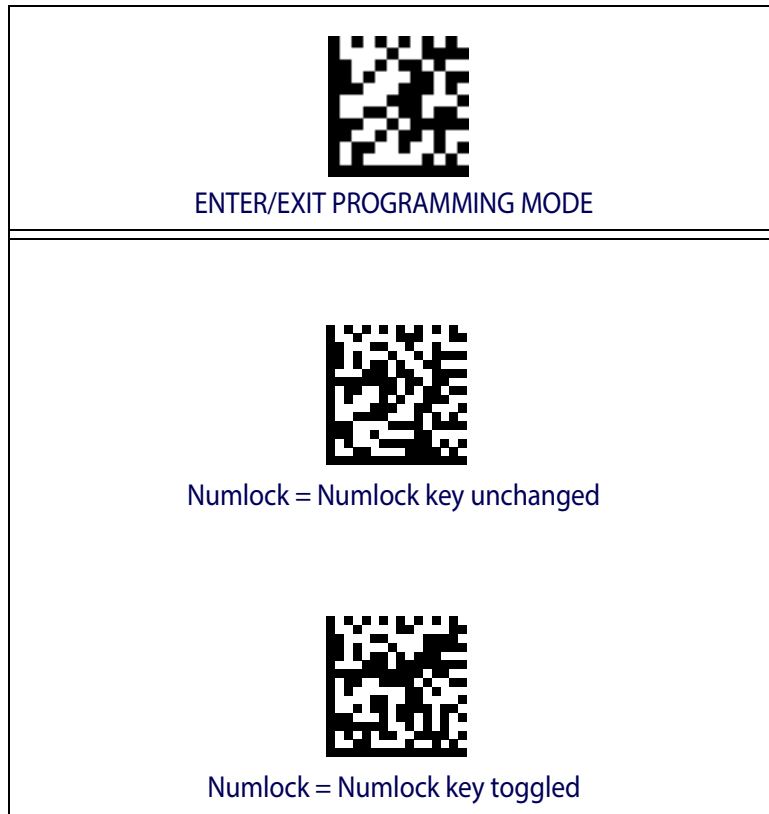 ENTER/EXIT PROGRAMMING MODE
Numlock = Numlock key unchanged
Numlock = Numlock key toggled